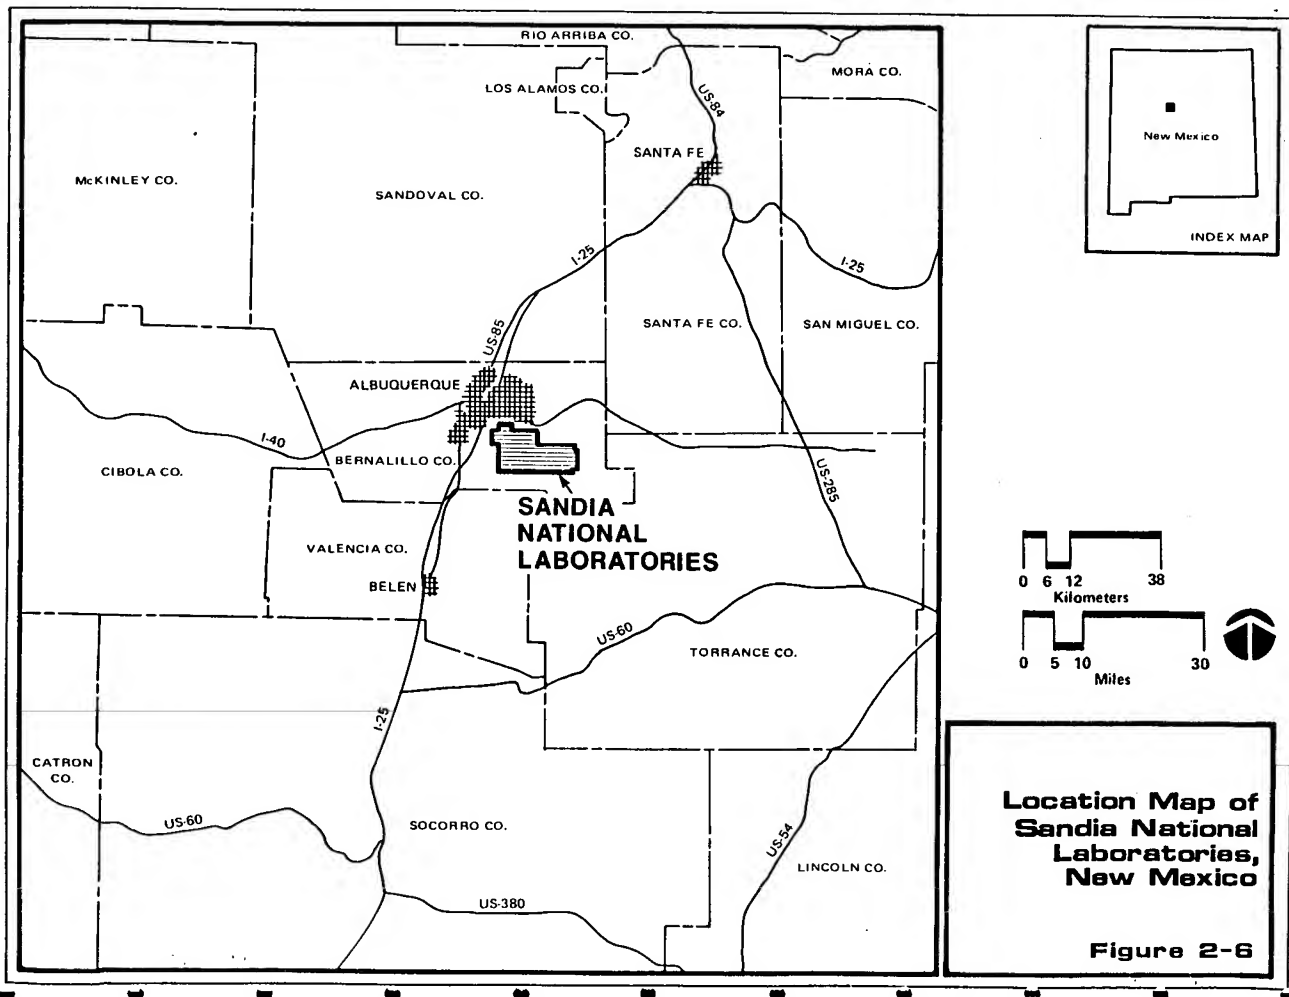 RIO ARRIBA CO.
MORA CO.
LOS ALAMOS CO.
US-84
SANTA FE
McKINLEY CO.
SANDOVAL CO.
I-25
I-25
US-85
SANTA FE CO.
SAN MIGUEL CO.
ALBUQUERQUE
I-40
BERNALILLO CO.
CIBOLA CO.
US-285
SANDIA
NATIONAL
LABORATORIES
VALENCIA CO.
BELEN
US-60
TORRANCE CO.
I-25
CATRON
CO.
US-60
SOCORRO CO.
US-54
LINCOLN CO.
US-380
New Mexico
INDEX MAP
0 6 12 38
Kilometers
0 5 10 30
Miles
Location Map of
Sandia National
Laboratories,
New Mexico
Figure 2-6